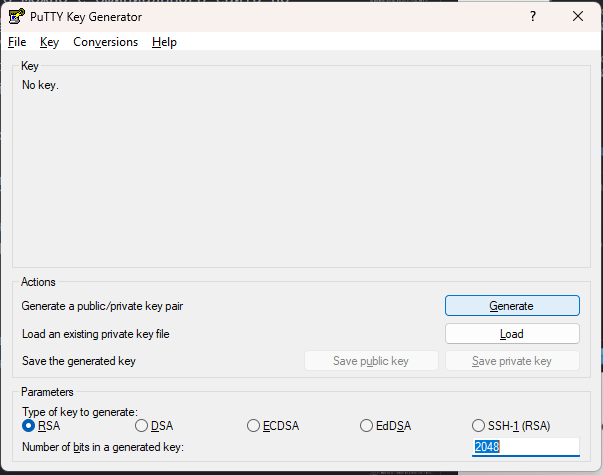 PuTTY Key Generator
File Key Conversions Help
Key
No key.
Actions
Generate a public/private key pair
Generate
Load an existing private key file
Load
Save the generated key
Save public key
Save private key
Parameters
Type of key to generate:
RSA DSA ECDSA EdDSA SSH-1 (RSA)
Number of bits in a generated key:
2048